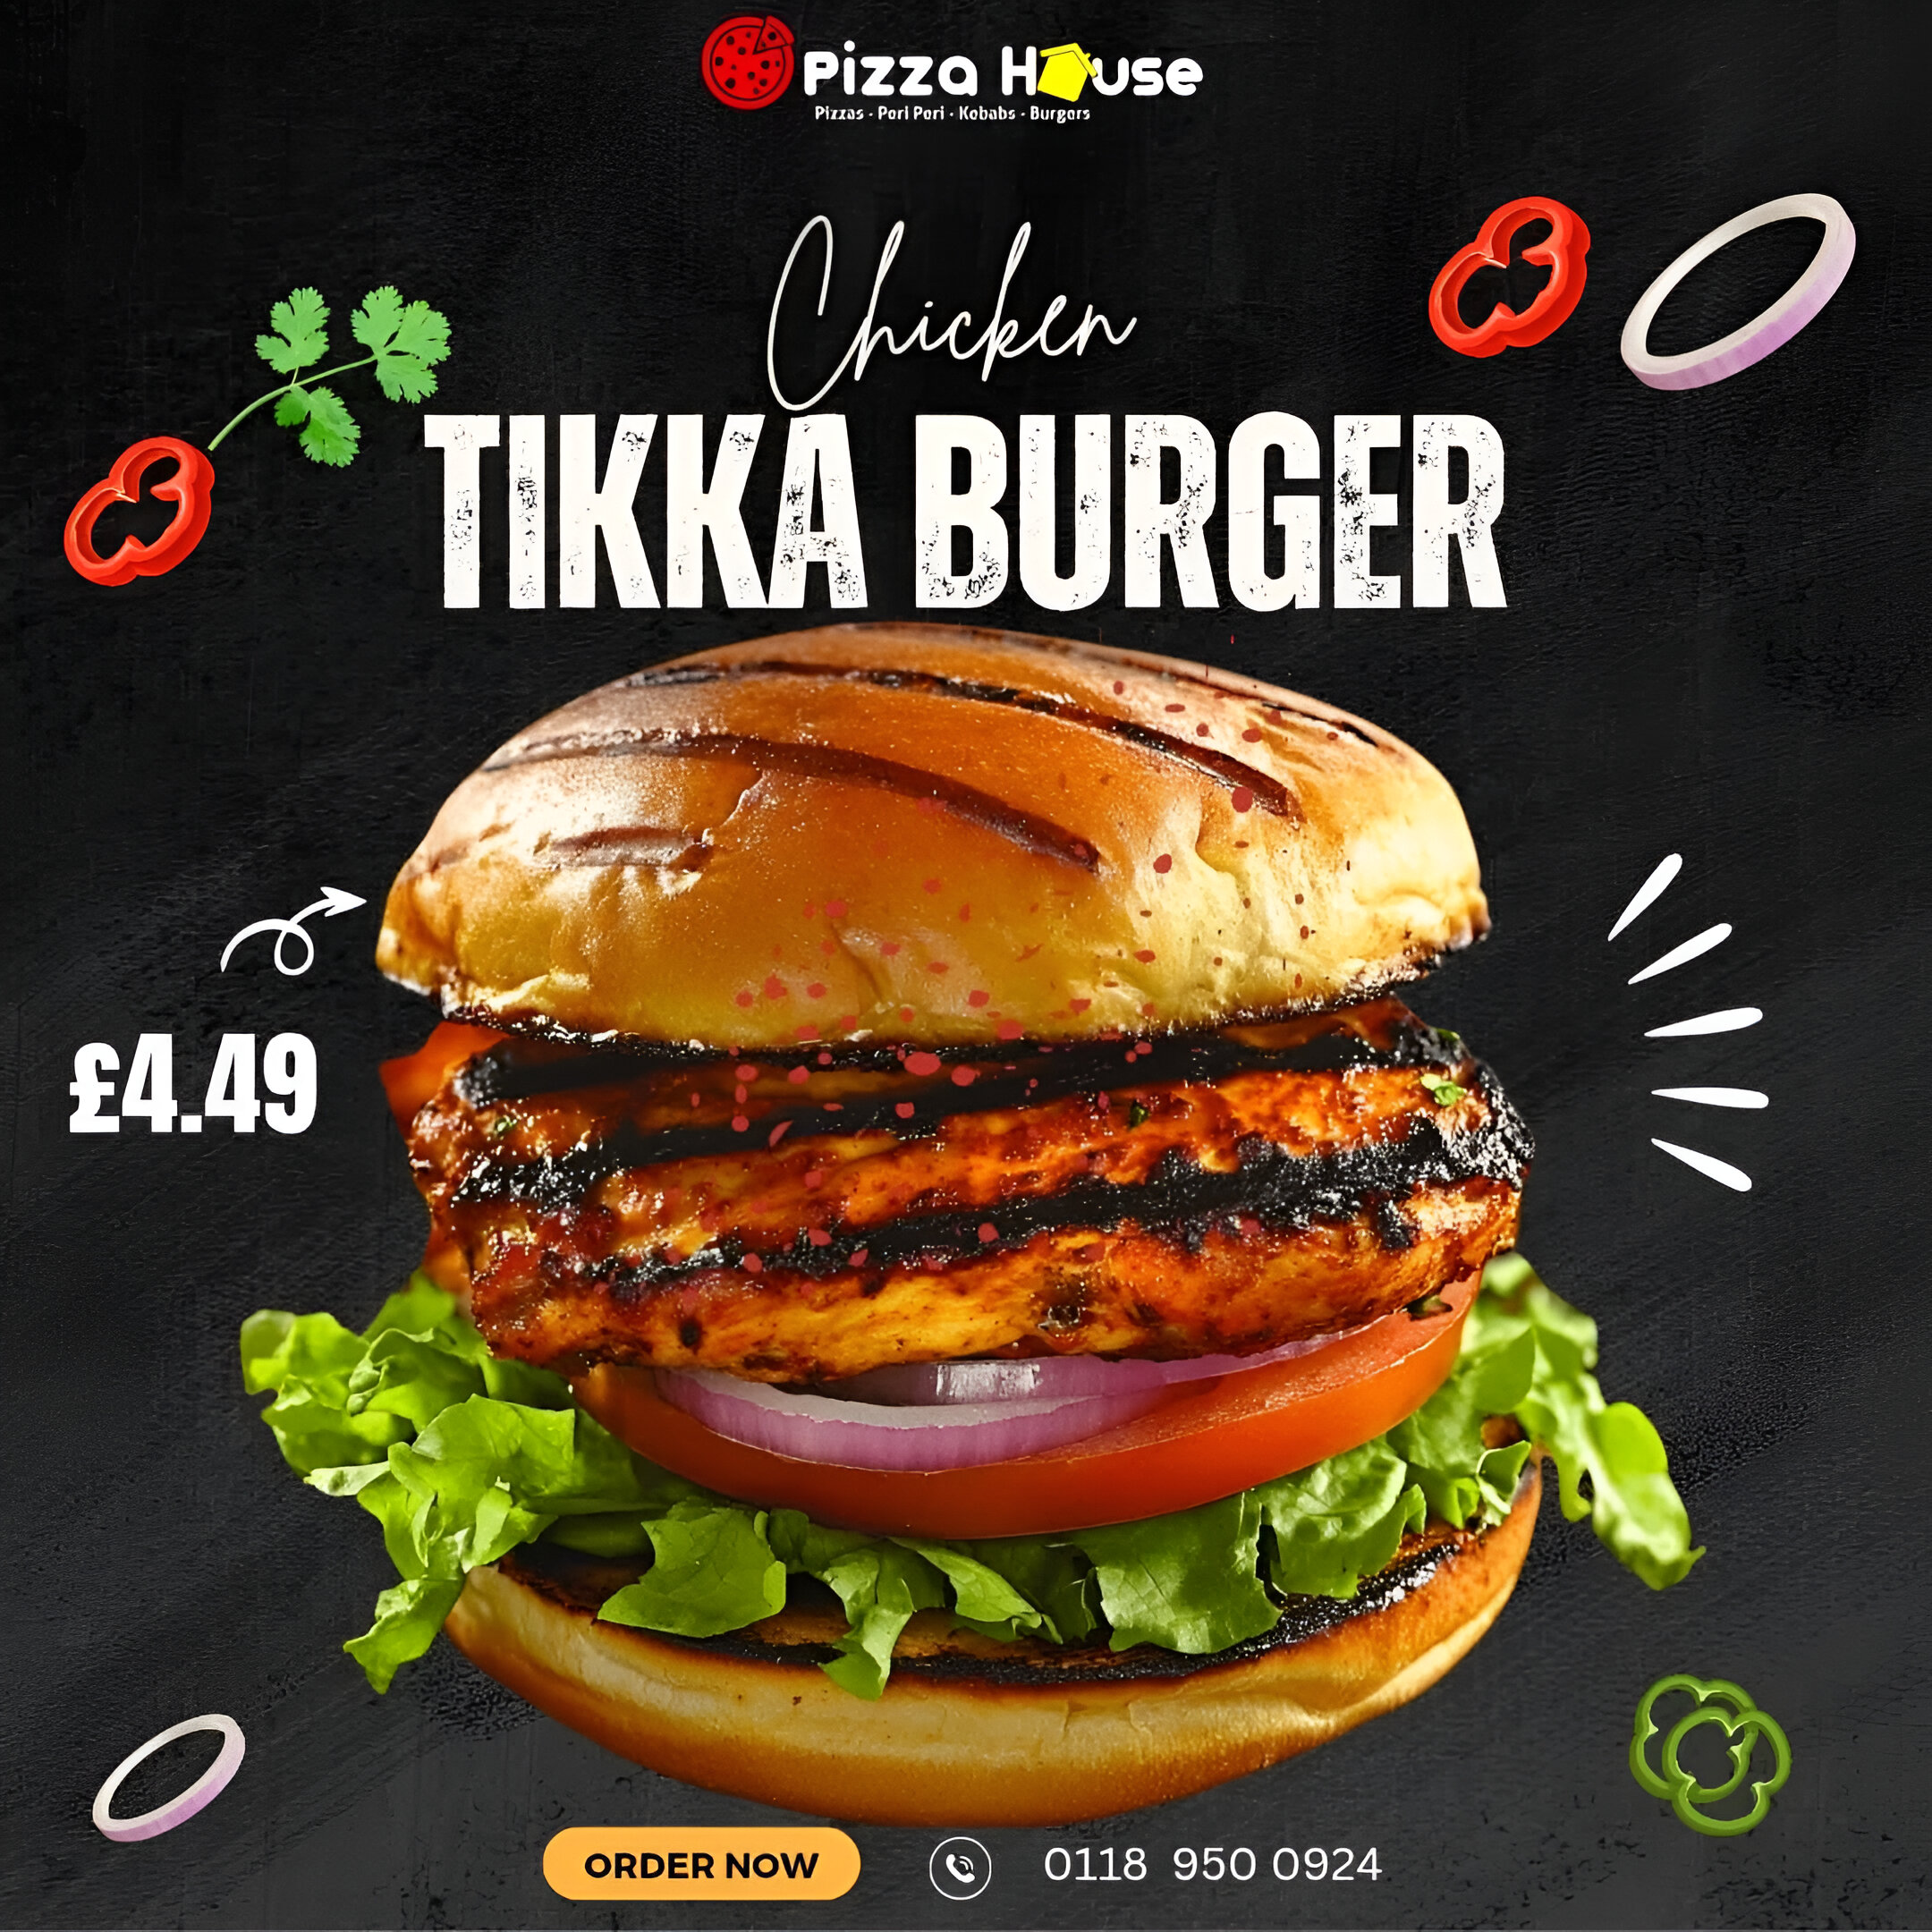 Pizza House
Pizzas - Peri Peri - Kebabs - Burgers
Chicken
TIKKA BURGER
£4.49
ORDER NOW
0118 950 0924